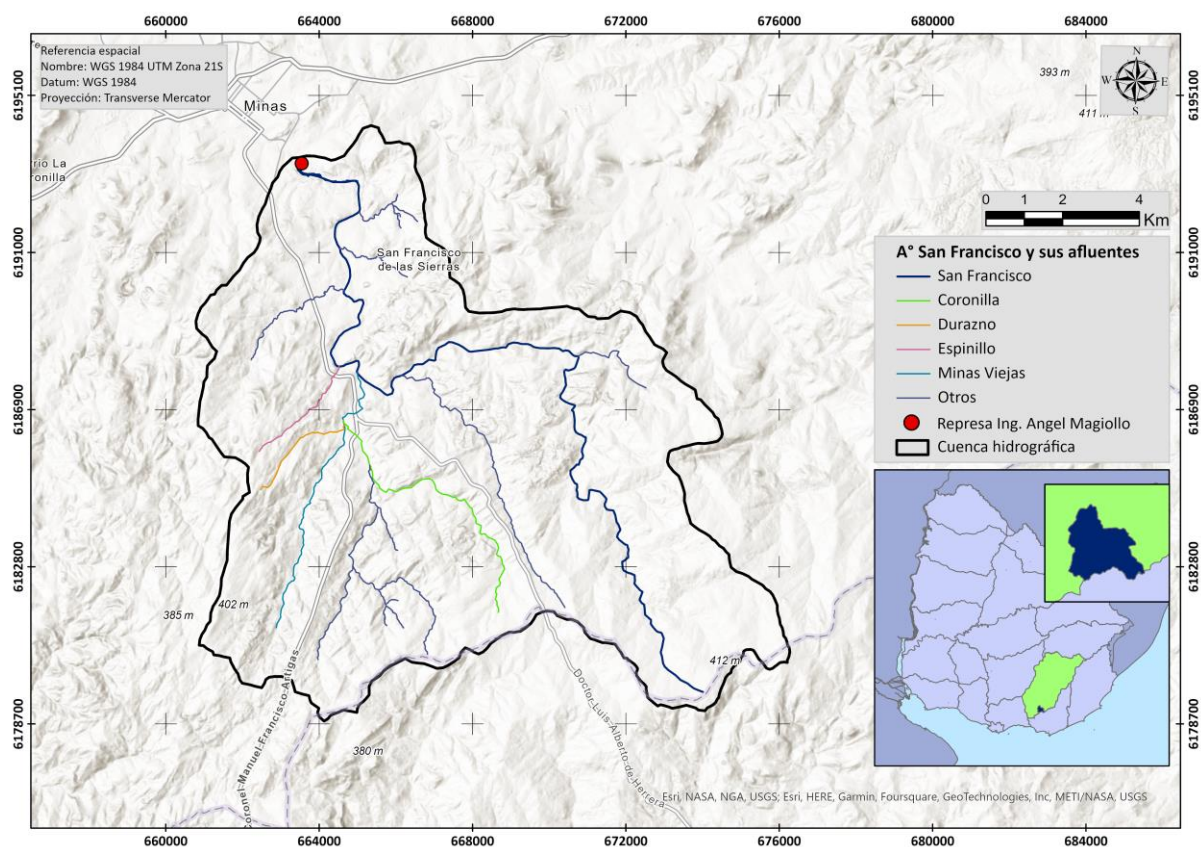 660000 664000 668000 672000 676000 680000 684000
Referencia espacial
Nombre: WGS 1984 UTM Zona 21S
Datum: WGS 1984
Proyección: Transverse Mercator
Minas
393 m
411 m
N
W E
S
6195100 6195100
0 1 2 4
Km
6191000 6191000
San Francisco
de las Sierras
A° San Francisco y sus afluentes
San Francisco
Coronilla
Durazno
Espinillo
Minas Viejas
Otros
Represa Ing. Angel Magiollo
Cuenca hidrográfica
6186900 6186900
6182800 6182800
385 m
402 m
412 m
380 m
Coronel Manuel Francisco Artigas
Doctor Luis Alberto de Herrera
6178700 6178700
Esri, NASA, NGA, USGS; Esri, HERE, Garmin, Foursquare, GeoTechnologies, Inc, METI/NASA, USGS
660000 664000 668000 672000 676000 680000 684000